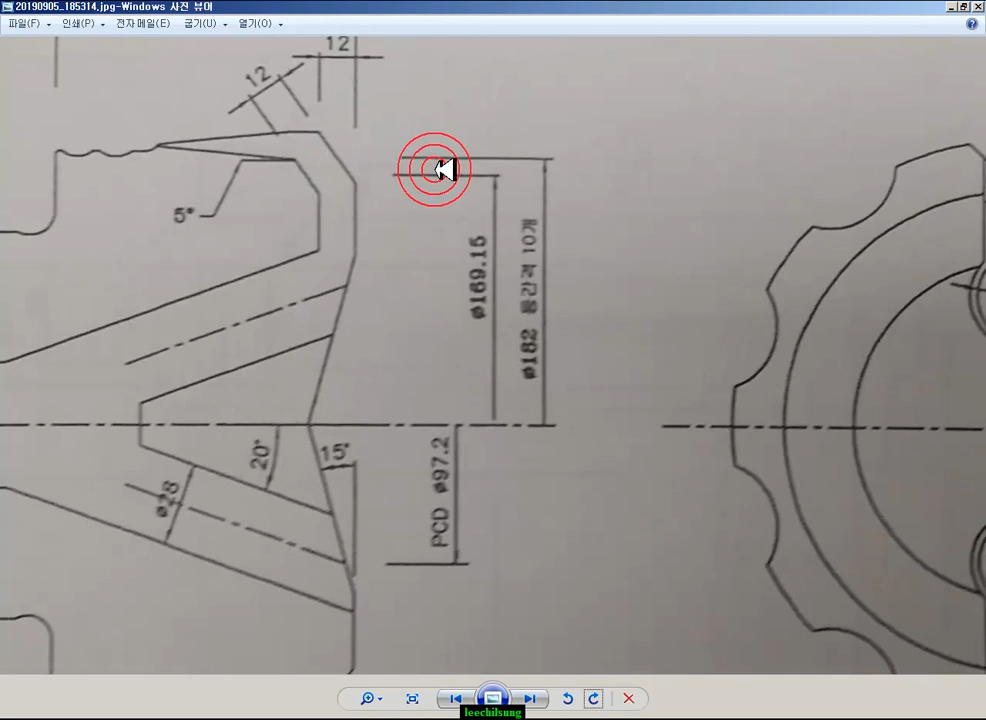 20190905_185314.jpg-Windows 사진 뷰어
파일(F) 인쇄(P) 전자 메일(E) 굽기(U) 열기(O)
12
12
5°
ø169.15
ø182 등간격 10개
20°
15°
PCD ø97.2
ø28
leechilsung